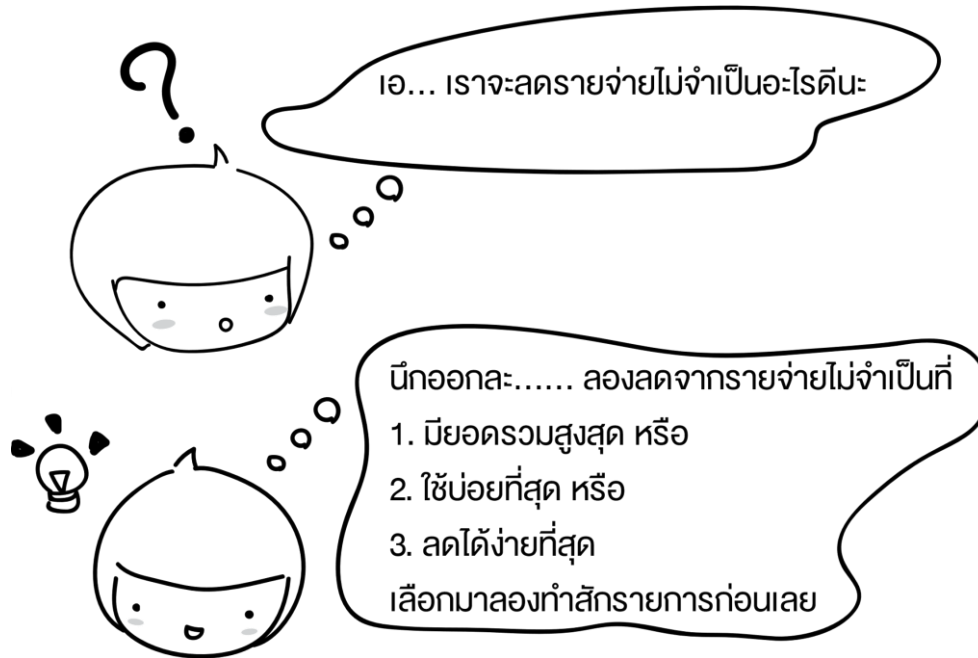 ?
เอ... เราจะลดรายจ่ายไม่จำเป็นอะไรดีนะ
นึกออกละ...... ลองลดจากรายจ่ายไม่จำเป็นที่
1. มียอดรวมสูงสุด หรือ
2. ใช้บ่อยที่สุด หรือ
3. ลดได้ง่ายที่สุด
เลือกมาลองทำสักรายการก่อนเลย